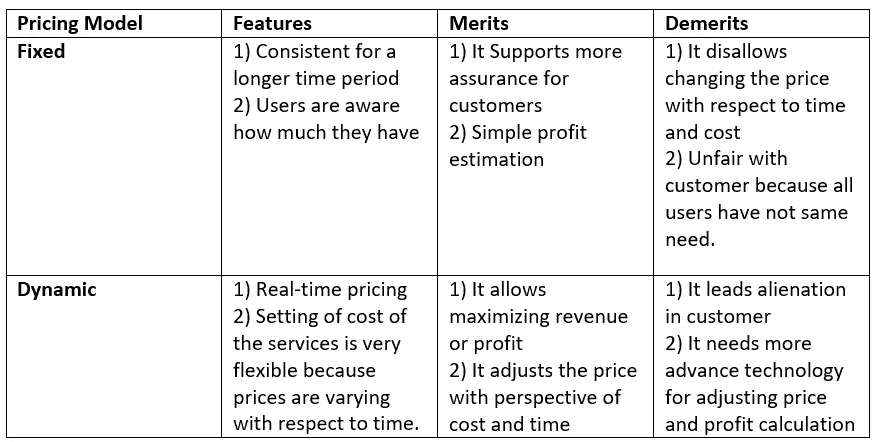 Pricing Model Features Merits Demerits
Fixed
1) Consistent for a
longer time period
2) Users are aware
how much they have
1) It Supports more
assurance for
customers
2) Simple profit
estimation
1) It disallows
changing the price
with respect to time
and cost
2) Unfair with
customer because all
users have not same
need.
Dynamic
1) Real-time pricing
2) Setting of cost of
the services is very
flexible because
prices are varying
with respect to time.
1) It allows
maximizing revenue
or profit
2) It adjusts the price
with perspective of
cost and time
1) It leads alienation
in customer
2) It needs more
advance technology
for adjusting price
and profit calculation